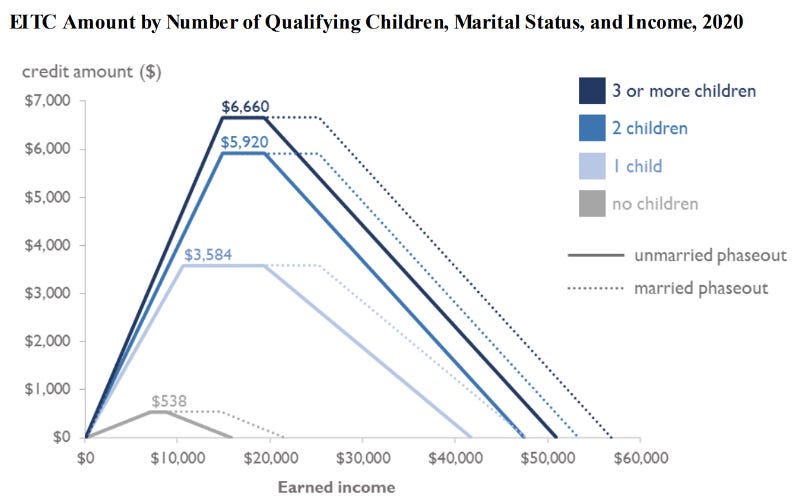 EITC Amount by Number of Qualifying Children, Marital Status, and Income, 2020
credit amount ($)
$7,000
$6,000
$5,000
$4,000
$3,000
$2,000
$1,000
$0
$6,660
$5,920
$3,584
$538
3 or more children
2 children
1 child
no children
unmarried phaseout
married phaseout
$0 $10,000 $20,000 $30,000 $40,000 $50,000 $60,000
Earned income